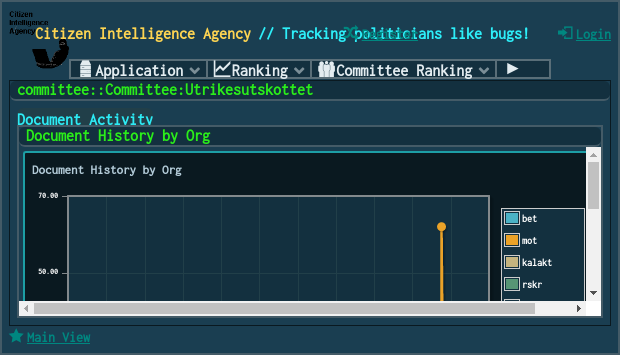 Citizen
Intelligence
Agency
Citizen Intelligence Agency // Tracking politicians like bugs!
Login
Application
Ranking
Committee Ranking
committee::Committee:Utrikesutskottet
Document Activity
Document History by Org
Document History by Org
70.00
50.00
bet
mot
kalakt
rskr
Main View